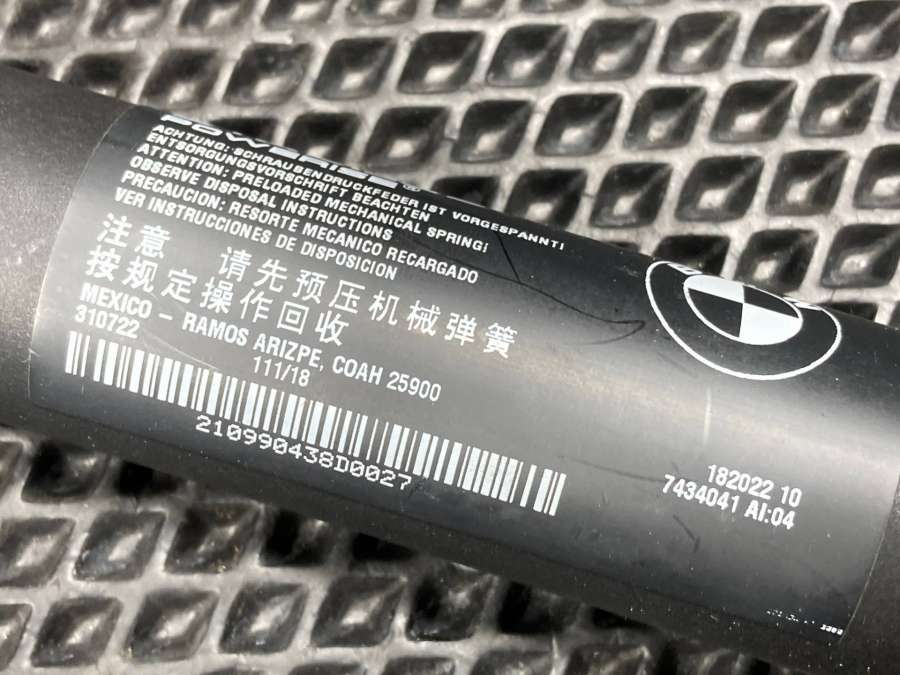 POWERISE®
ACHTUNG: SCHRAUBENDRUCKFEDER IST VORGESPANNT!
ENTSORGUNGSVORSCHRIFT BEACHTEN
ATTENTION: PRELOADED MECHANICAL SPRING;
OBSERVE DISPOSAL INSTRUCTIONS
PRECAUCION: RESORTE MECANICO RECARGADO
VER INSTRUCCIONES DE DISPOSICION
注意 请先预压机械弹簧
按规定操作回收
MEXICO - RAMOS ARIZPE, COAH 25900
310722 111/18
210990438D0027
182022 10
7434041 AI:04